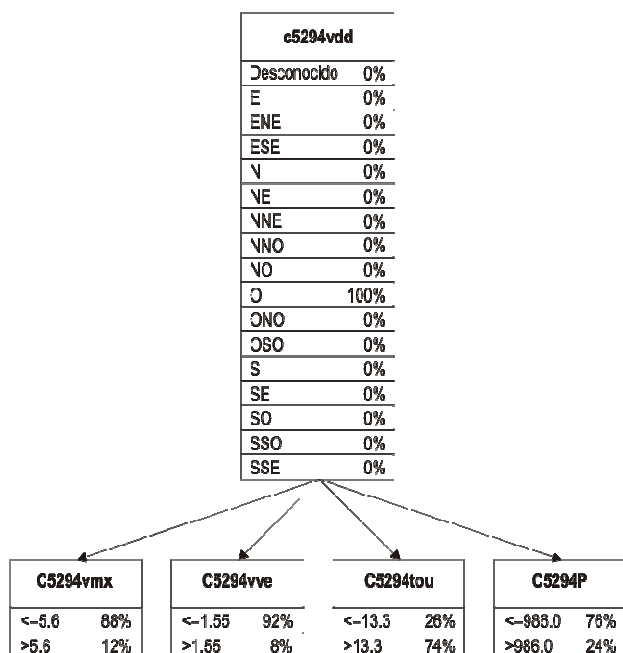 c5294vdd
Desconocido 0%
E 0%
ENE 0%
ESE 0%
N 0%
NE 0%
NNE 0%
NNO 0%
NO 0%
O 100%
ONO 0%
OSO 0%
S 0%
SE 0%
SO 0%
SSO 0%
SSE 0%
C5294vmx
<=5.6 88%
>5.6 12%
C5294vve
<=1.55 92%
>1.55 8%
C5294tou
<=13.3 26%
>13.3 74%
C5294P
<=986.0 76%
>986.0 24%